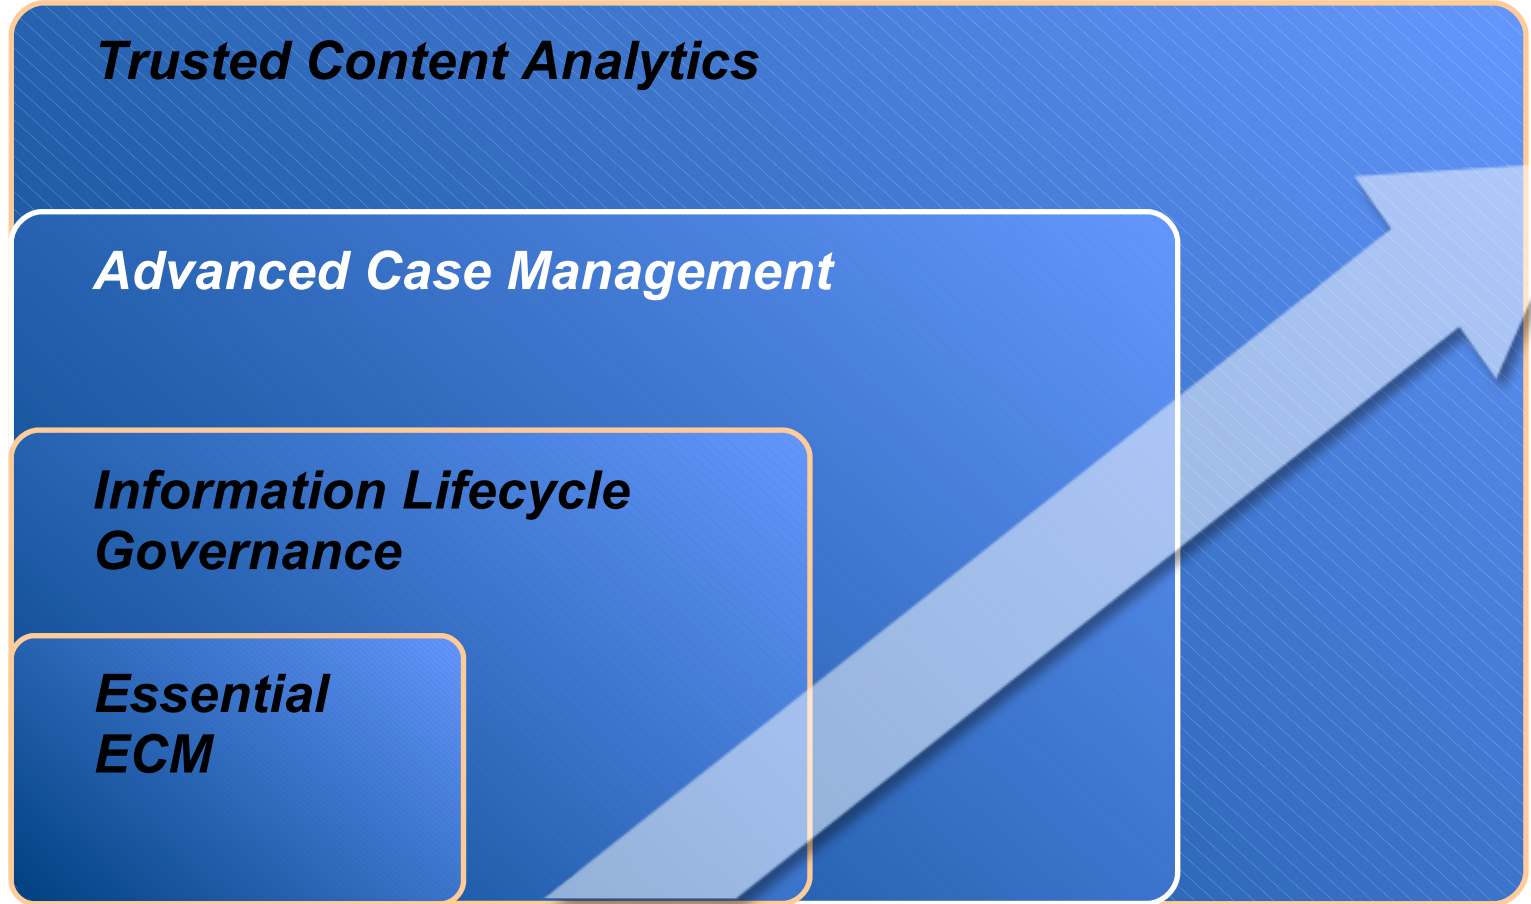 Trusted Content Analytics
Advanced Case Management
Information Lifecycle
Governance
Essential
ECM